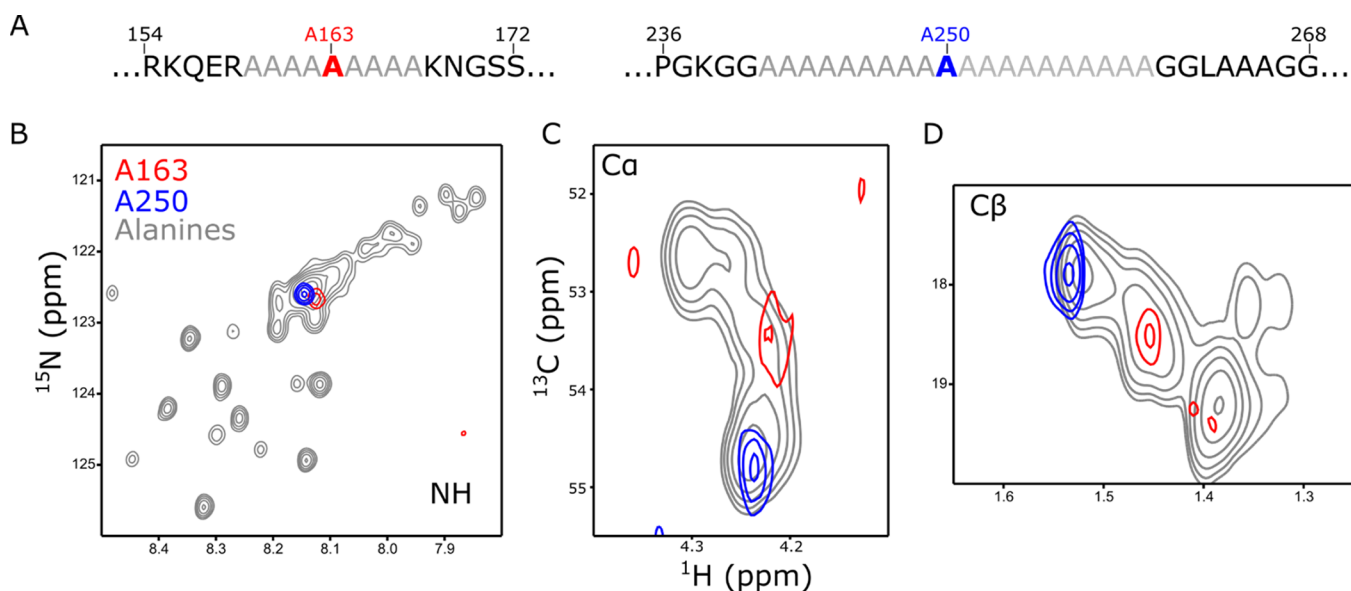 A
154 A163 172
...RKQERAAAAAAAAAKNGSS...
236 A250 268
...PGKGGAAAAAAAAAAAAAAAAAAAAGGLAAAGG...
B
A163
A250
Alanines
121
122
123
124
125
15N (ppm)
NH
8.4 8.3 8.2 8.1 8.0 7.9
C
Cα
52
53
54
55
13C (ppm)
4.3 4.2
1H (ppm)
D
Cβ
18
19
1.6 1.5 1.4 1.3